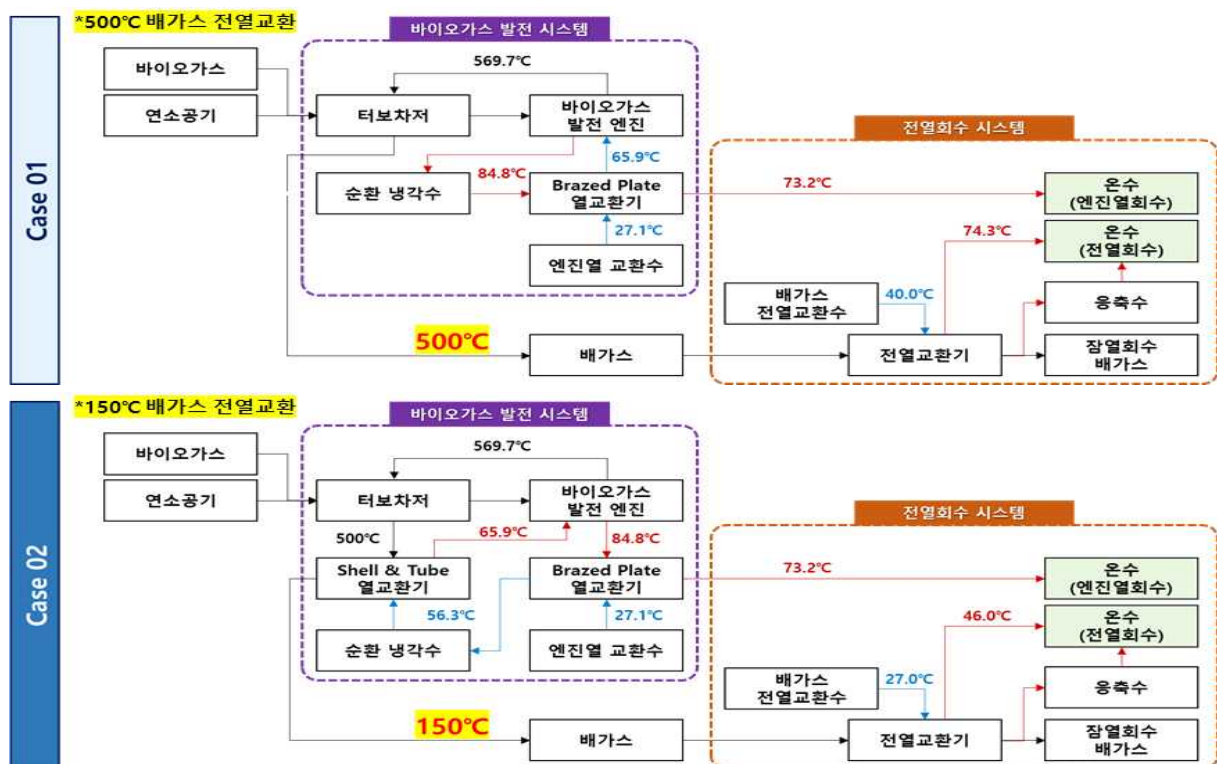 *500℃ 배가스 전열교환
바이오가스 발전 시스템
바이오가스
569.7℃
연소공기
터보차저
바이오가스
발전 엔진
전열회수 시스템
Case 01
65.9℃
84.8℃
순환 냉각수
Brazed Plate
열교환기
73.2℃
온수
(엔진열회수)
27.1℃
74.3℃
온수
(전열회수)
엔진열 교환수
배가스
전열교환수
40.0℃
응축수
500℃
배가스
전열교환기
잠열회수
배가스
*150℃ 배가스 전열교환
바이오가스 발전 시스템
바이오가스
569.7℃
연소공기
터보차저
바이오가스
발전 엔진
전열회수 시스템
Case 02
500℃
65.9℃
84.8℃
Shell & Tube
열교환기
Brazed Plate
열교환기
73.2℃
온수
(엔진열회수)
56.3℃
27.1℃
46.0℃
온수
(전열회수)
순환 냉각수
엔진열 교환수
배가스
전열교환수
27.0℃
응축수
150℃
배가스
전열교환기
잠열회수
배가스